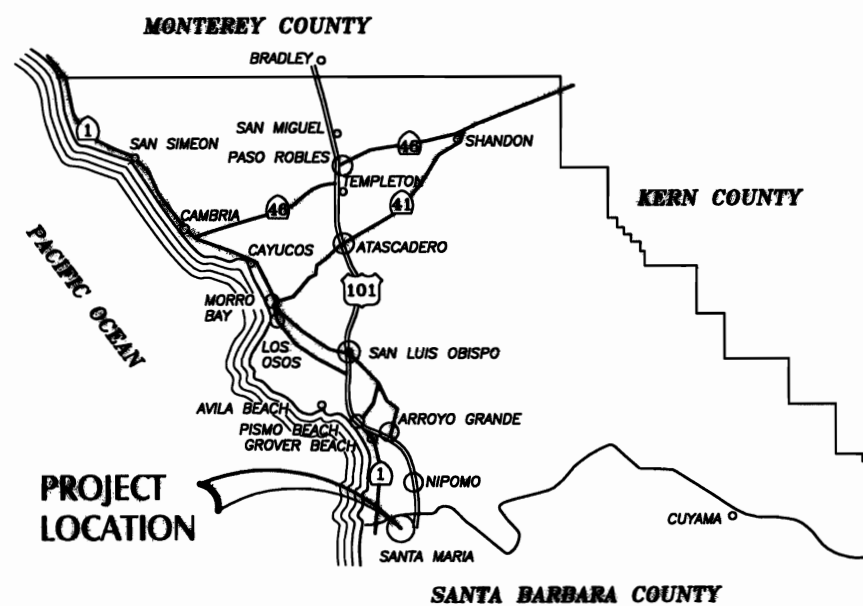 MONTEREY COUNTY
BRADLEY
1
SAN MIGUEL
46
SHANDON
SAN SIMEON
PASO ROBLES
TEMPLETON
46
41
KERN COUNTY
CAMBRIA
PACIFIC OCEAN
CAYUCOS
ATASCADERO
101
MORRO
BAY
LOS
OSOS
SAN LUIS OBISPO
AVILA BEACH
ARROYO GRANDE
PISMO BEACH
GROVER BEACH
1
PROJECT
LOCATION
NIPOMO
CUYAMA
SANTA MARIA
SANTA BARBARA COUNTY